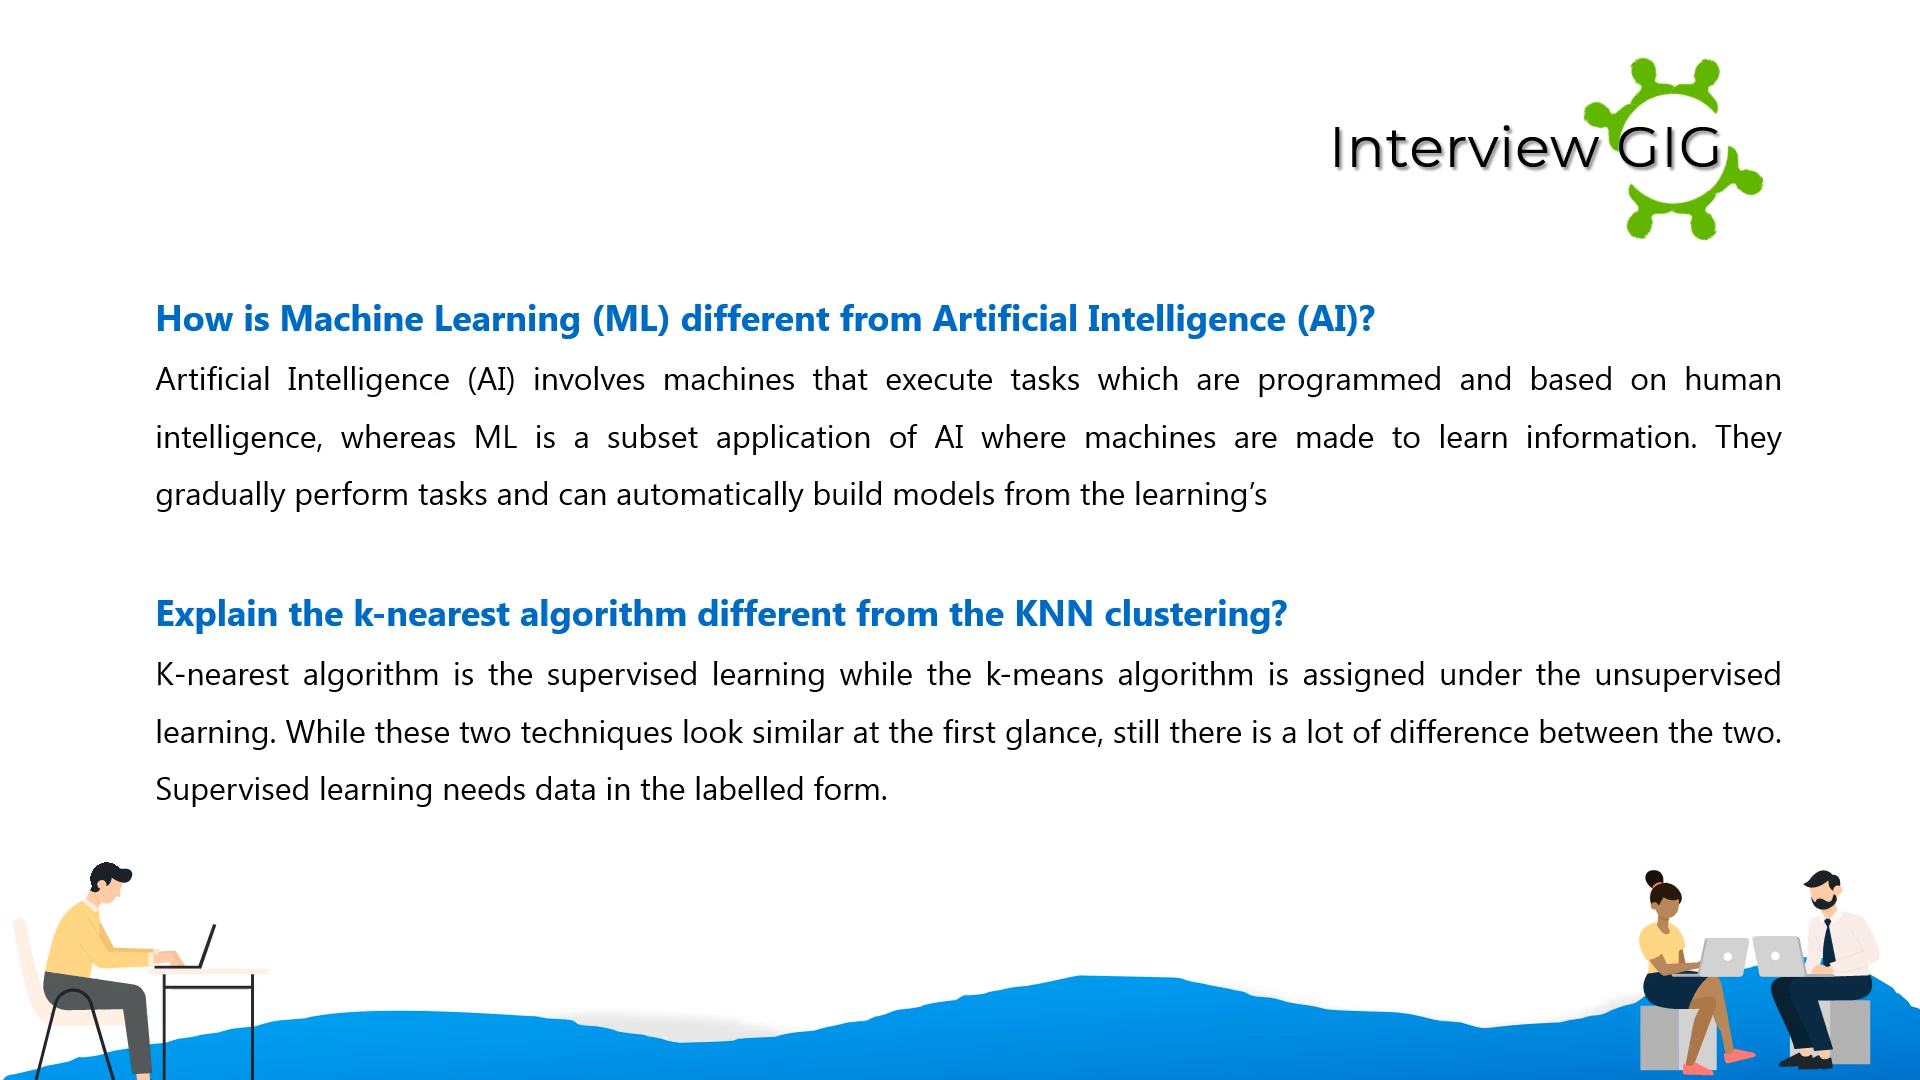 Interview GIG
How is Machine Learning (ML) different from Artificial Intelligence (AI)?
Artificial Intelligence (AI) involves machines that execute tasks which are programmed and based on human
intelligence, whereas ML is a subset application of AI where machines are made to learn information. They
gradually perform tasks and can automatically build models from the learning’s
Explain the k-nearest algorithm different from the KNN clustering?
K-nearest algorithm is the supervised learning while the k-means algorithm is assigned under the unsupervised
learning. While these two techniques look similar at the first glance, still there is a lot of difference between the two.
Supervised learning needs data in the labelled form.